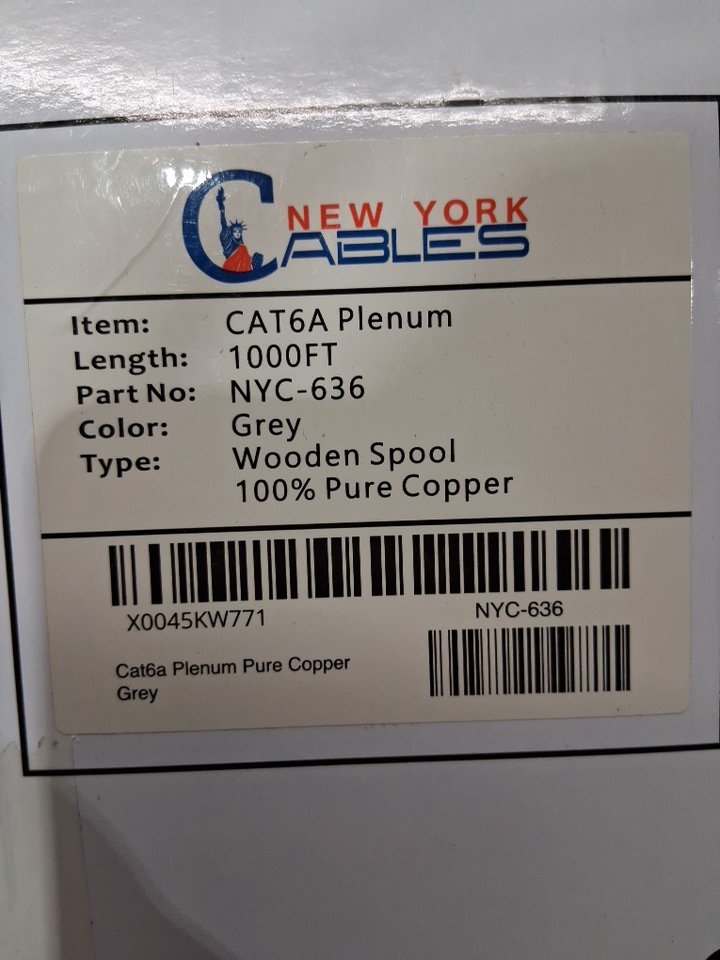 NEW YORK
CABLES
Item: CAT6A Plenum
Length: 1000FT
Part No: NYC-636
Color: Grey
Type: Wooden Spool
100% Pure Copper
X0045KW771
NYC-636
Cat6a Plenum Pure Copper
Grey